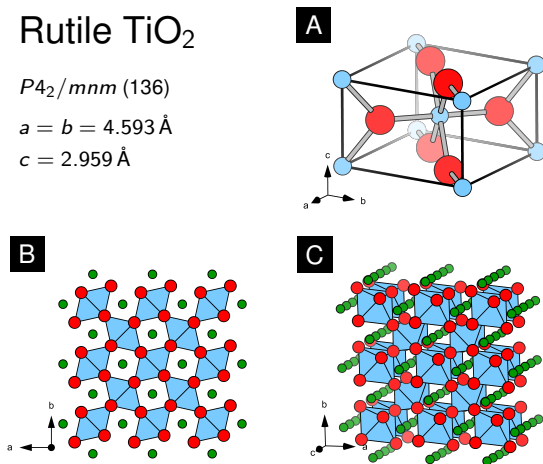 Rutile TiO₂
P4₂/mnm (136)
a = b = 4.593 Å
c = 2.959 Å
A
c
a
b
B
b
a
C
b
c
a